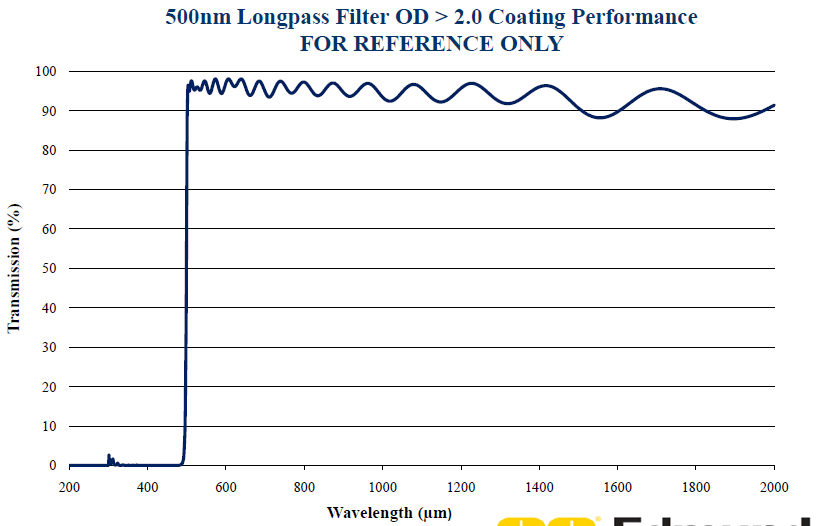 500nm Longpass Filter OD > 2.0 Coating Performance
FOR REFERENCE ONLY
Transmission (%)
100
90
80
70
60
50
40
30
20
10
0
200 400 600 800 1000 1200 1400 1600 1800 2000
Wavelength (µm)